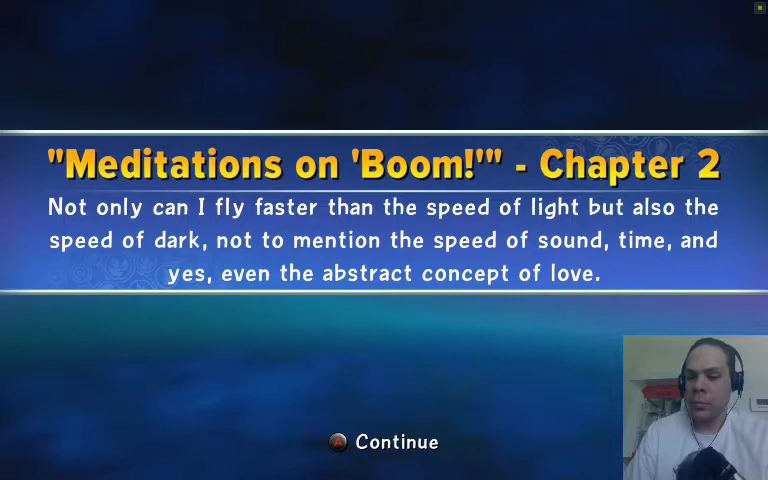 "Meditations on 'Boom!'" - Chapter 2
Not only can I fly faster than the speed of light but also the
speed of dark, not to mention the speed of sound, time, and
yes, even the abstract concept of love.
A Continue